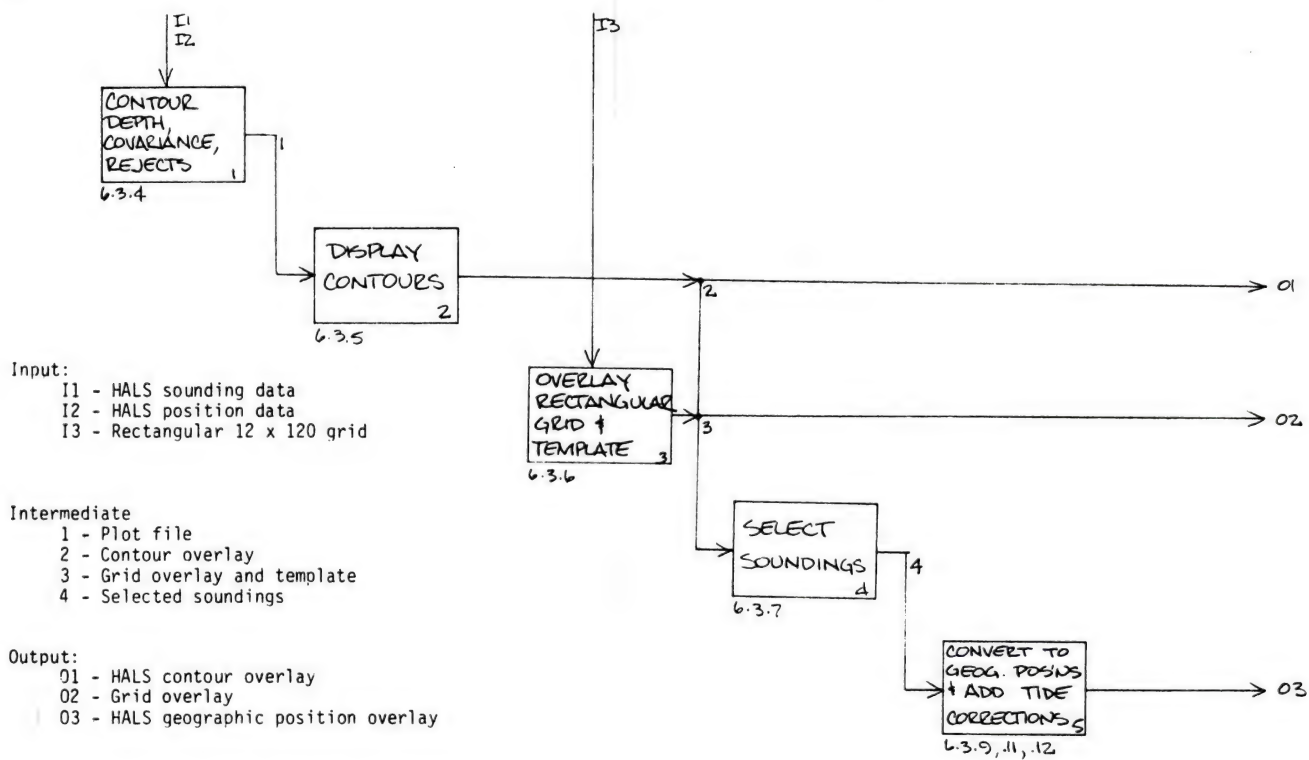 I1
I2
I3
CONTOUR
DEPTH,
COVARIANCE,
REJECTS
1
6.3.4
1
DISPLAY
CONTOURS
2
6.3.5
2
O1
Input:
I1 - HALS sounding data
I2 - HALS position data
I3 - Rectangular 12 x 120 grid
OVERLAY
RECTANGULAR
GRID &
TEMPLATE
3
6.3.6
3
O2
Intermediate
1 - Plot file
2 - Contour overlay
3 - Grid overlay and template
4 - Selected soundings
SELECT
SOUNDINGS
4
6.3.7
4
Output:
O1 - HALS contour overlay
O2 - Grid overlay
O3 - HALS geographic position overlay
CONVERT TO
GEOG. POS'NS
& ADD TIDE
CORRECTIONS
5
6.3.9, .11, .12
O3